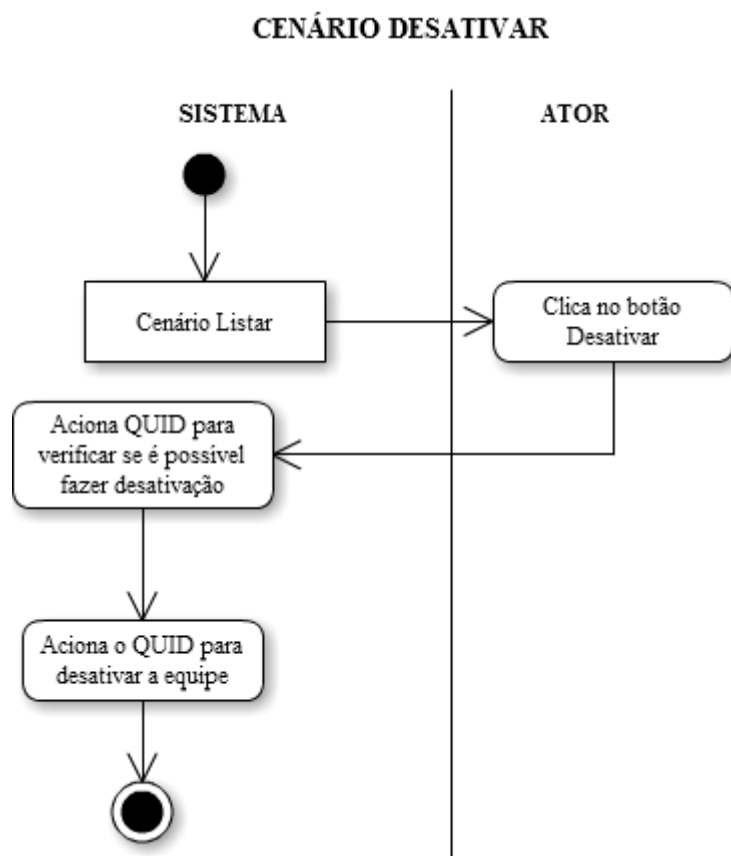 CENÁRIO DESATIVAR
SISTEMA
ATOR
Cenário Listar
Clica no botão
Desativar
Aciona QUID para
verificar se é possível
fazer desativação
Aciona o QUID para
desativar a equipe